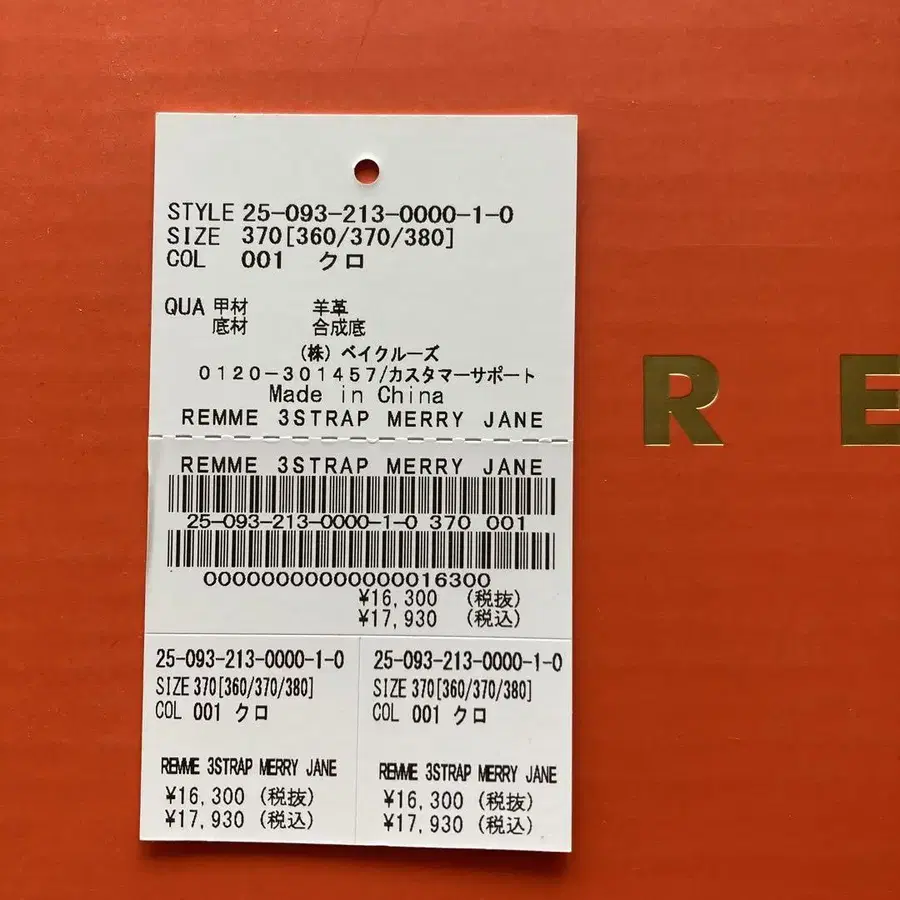 STYLE 25-093-213-0000-1-0
SIZE 370[360/370/380]
COL 001 クロ
QUA 甲材 羊革
底材 合成底
(株) ベイクルーズ
0120-301457/カスタマーサポート
Made in China
REMME 3STRAP MERRY JANE
REMME 3STRAP MERRY JANE
25-093-213-0000-1-0 370 001
00000000000000016300
¥16,300 (税抜)
¥17,930 (税込)
25-093-213-0000-1-0
SIZE 370[360/370/380]
COL 001 クロ
REMME 3STRAP MERRY JANE
¥16,300 (税抜)
¥17,930 (税込)
25-093-213-0000-1-0
SIZE 370[360/370/380]
COL 001 クロ
REMME 3STRAP MERRY JANE
¥16,300 (税抜)
¥17,930 (税込)
R E